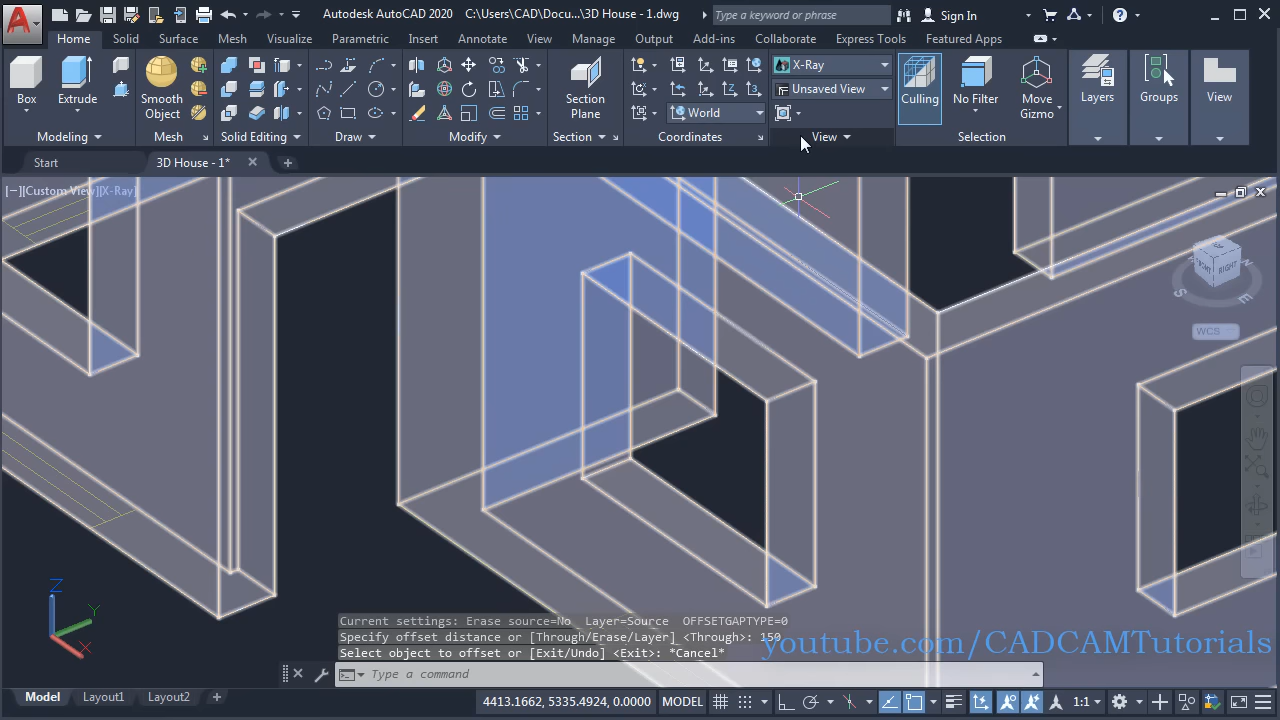 Autodesk AutoCAD 2020 C:\Users\CAD\Docu...\3D House - 1.dwg
Type a keyword or phrase
Sign In
Home Solid Surface Mesh Visualize Parametric Insert Annotate View Manage Output Add-ins Collaborate Express Tools Featured Apps
X-Ray
Unsaved View
World
Box
Extrude
Smooth
Object
Section
Plane
Culling
No Filter
Move
Gizmo
Layers
Groups
View
Modeling
Mesh
Solid Editing
Draw
Modify
Section
Coordinates
View
Selection
Start
3D House - 1*
[−][Custom View][X-Ray]
RIGHT
N
S
E
WCS
Z
Y
X
Current settings: Erase source=No Layer=Source OFFSETGAPTYPE=0
Specify offset distance or [Through/Erase/Layer] <Through>: 150
Select object to offset or [Exit/Undo] <Exit>: *Cancel*
youtube.com/CADCAMTutorials
Type a command
Model Layout1 Layout2
4413.1662, -5335.4924, 0.0000 MODEL
1:1